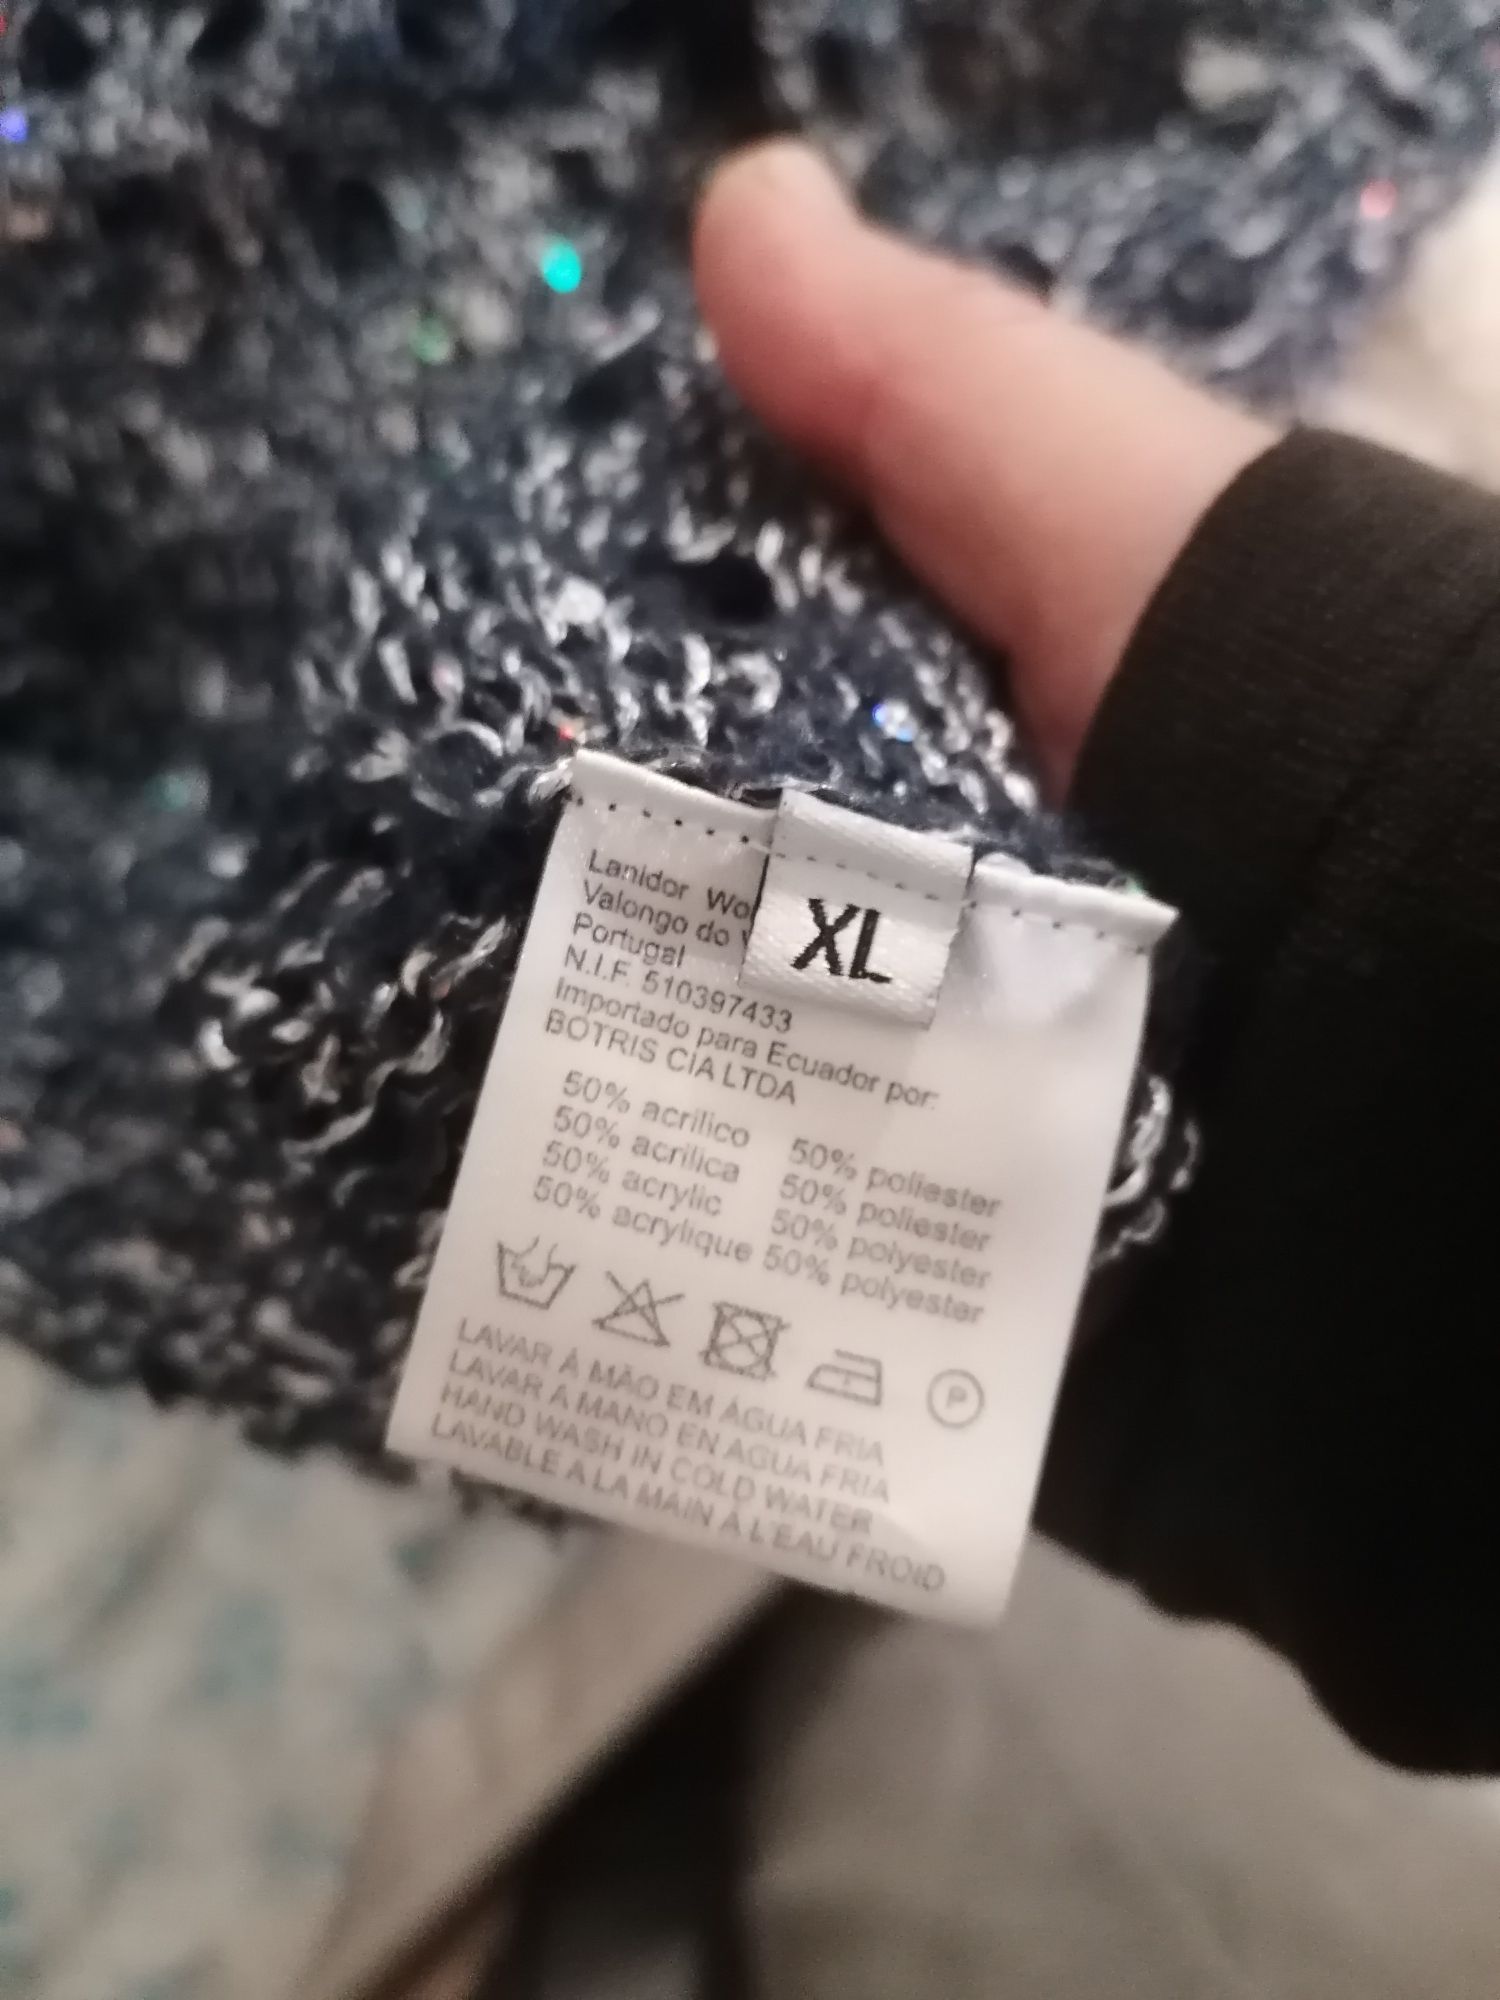 XL
Lanidor
Valongo do
Portugal
N.I.F. 510397433
Importado para Ecuador por:
BOTRIS CIA LTDA
50% acrílico 50% poliester
50% acrílica 50% poliester
50% acrylic 50% polyester
50% acrylique 50% polyester
P
LAVAR À MÃO EM ÁGUA FRIA
LAVAR A MANO EN AGUA FRIA
HAND WASH IN COLD WATER
LAVABLE A LA MAIN À L'EAU FROID